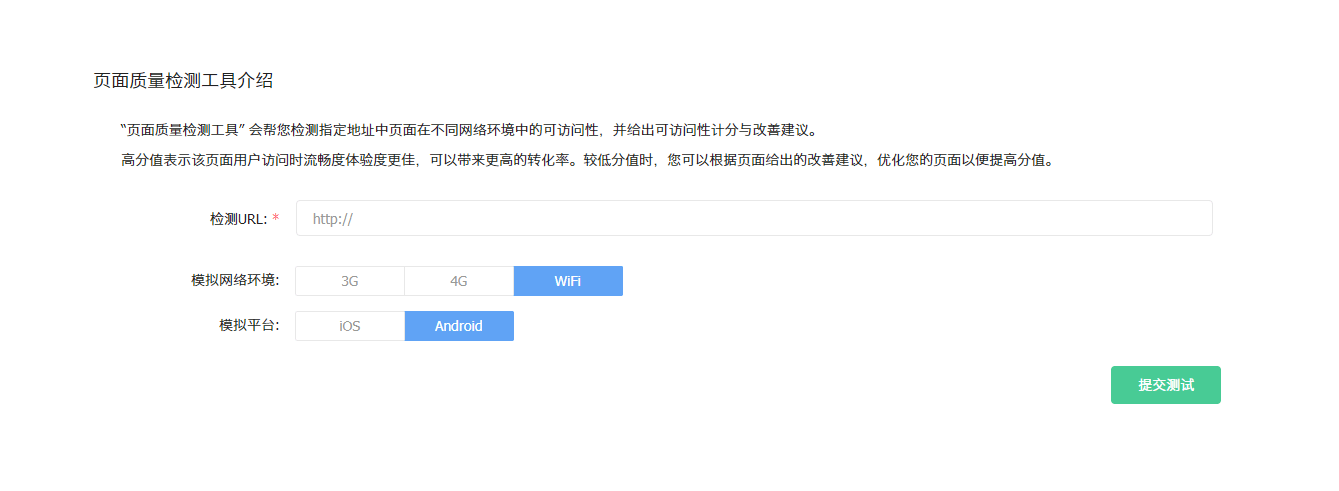 页面质量检测工具介绍
“页面质量检测工具” 会帮您检测指定地址中页面在不同网络环境中的可访问性，并给出可访问性计分与改善建议。
高分值表示该页面用户访问时流畅度体验度更佳，可以带来更高的转化率。较低分值时，您可以根据页面给出的改善建议，优化您的页面以便提高分值。
检测URL: * http://
模拟网络环境: 3G 4G WiFi
模拟平台: iOS Android
提交测试